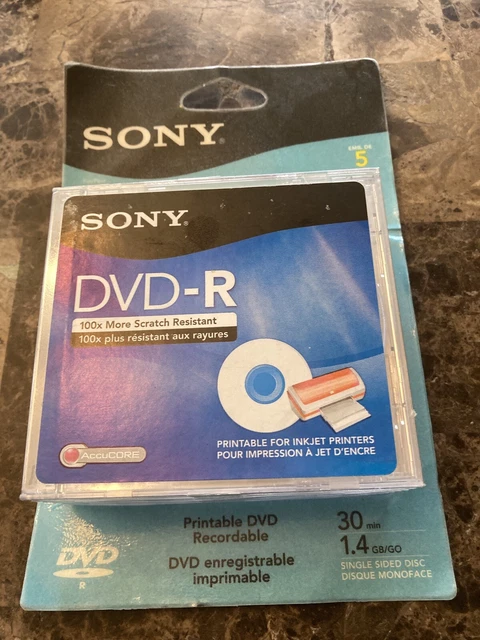 SONY®
EMB. DE
5
SONY®
DVD-R
100x More Scratch Resistant
100x plus résistant aux rayures
AccuCORE
PRINTABLE FOR INKJET PRINTERS
POUR IMPRESSION À JET D'ENCRE
Printable DVD
Recordable
DVD enregistrable
imprimable
DVD
R
30 min
1.4 GB/GO
SINGLE SIDED DISC
DISQUE MONOFACE